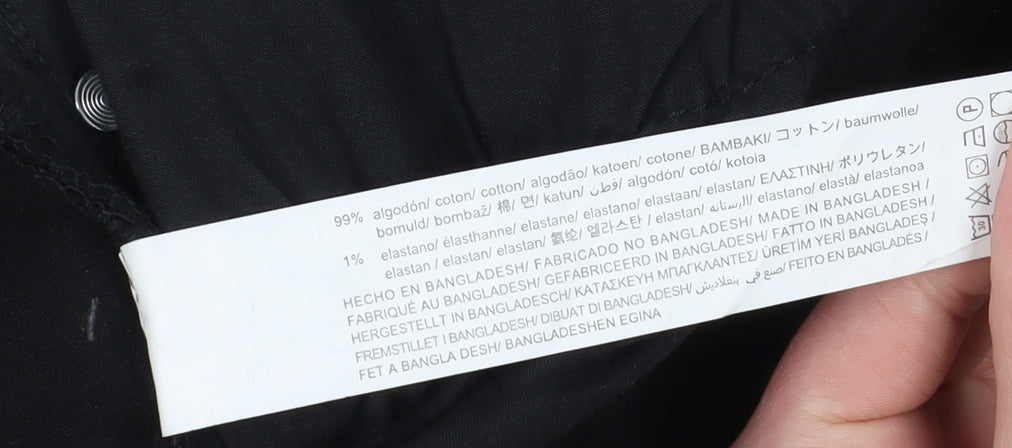 99% algodón/ coton/ cotton/ algodão/ katoen/ cotone/ BAMBAKI/ コットン/ baumwolle/
bomuld/ bombaž/ 棉/ 면/ katun/ قطن/ algodón/ cotó/ kotoia
1% elastano/ élasthanne/ elastane/ elastano/ elastaan/ elastan/ ΕΛΑΣΤΙΝΗ/ ポリウレタン/
elastan / elastan/ elastan/ 氨纶/ 엘라스탄 / elastan/ الاستانه/ elastano/ elastà/ elastanoa
HECHO EN BANGLADESH/ FABRICADO NO BANGLADESH/ MADE IN BANGLADESH /
FABRIQUÉ AU BANGLADESH/ GEFABRICEERD IN BANGLADESH/ FATTO IN BANGLADESH /
HERGESTELLT IN BANGLADESCH/ ΚΑΤΑΣΚΕΥΗ ΜΠΑΓΚΛΑΝΤΕΣ/ ÜRETİM YERI BANGLADEŞ /
FREMSTILLET I BANGLADESH/ DIBUAT DI BANGLADESH/ صنع في بنغلاديش/ FEITO EN BANGLADÉS /
FET A BANGLA DESH/ BANGLADESHEN EGINA
P
30